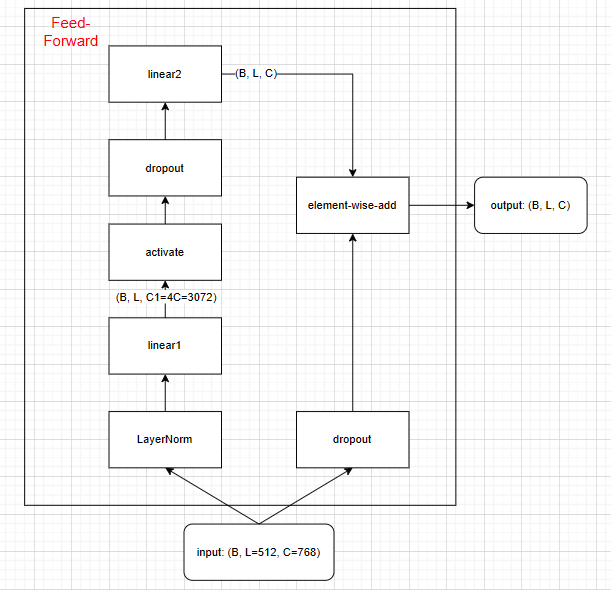 Feed-
Forward
linear2
(B, L, C)
dropout
element-wise-add
output: (B, L, C)
activate
(B, L, C1=4C=3072)
linear1
LayerNorm
dropout
input: (B, L=512, C=768)